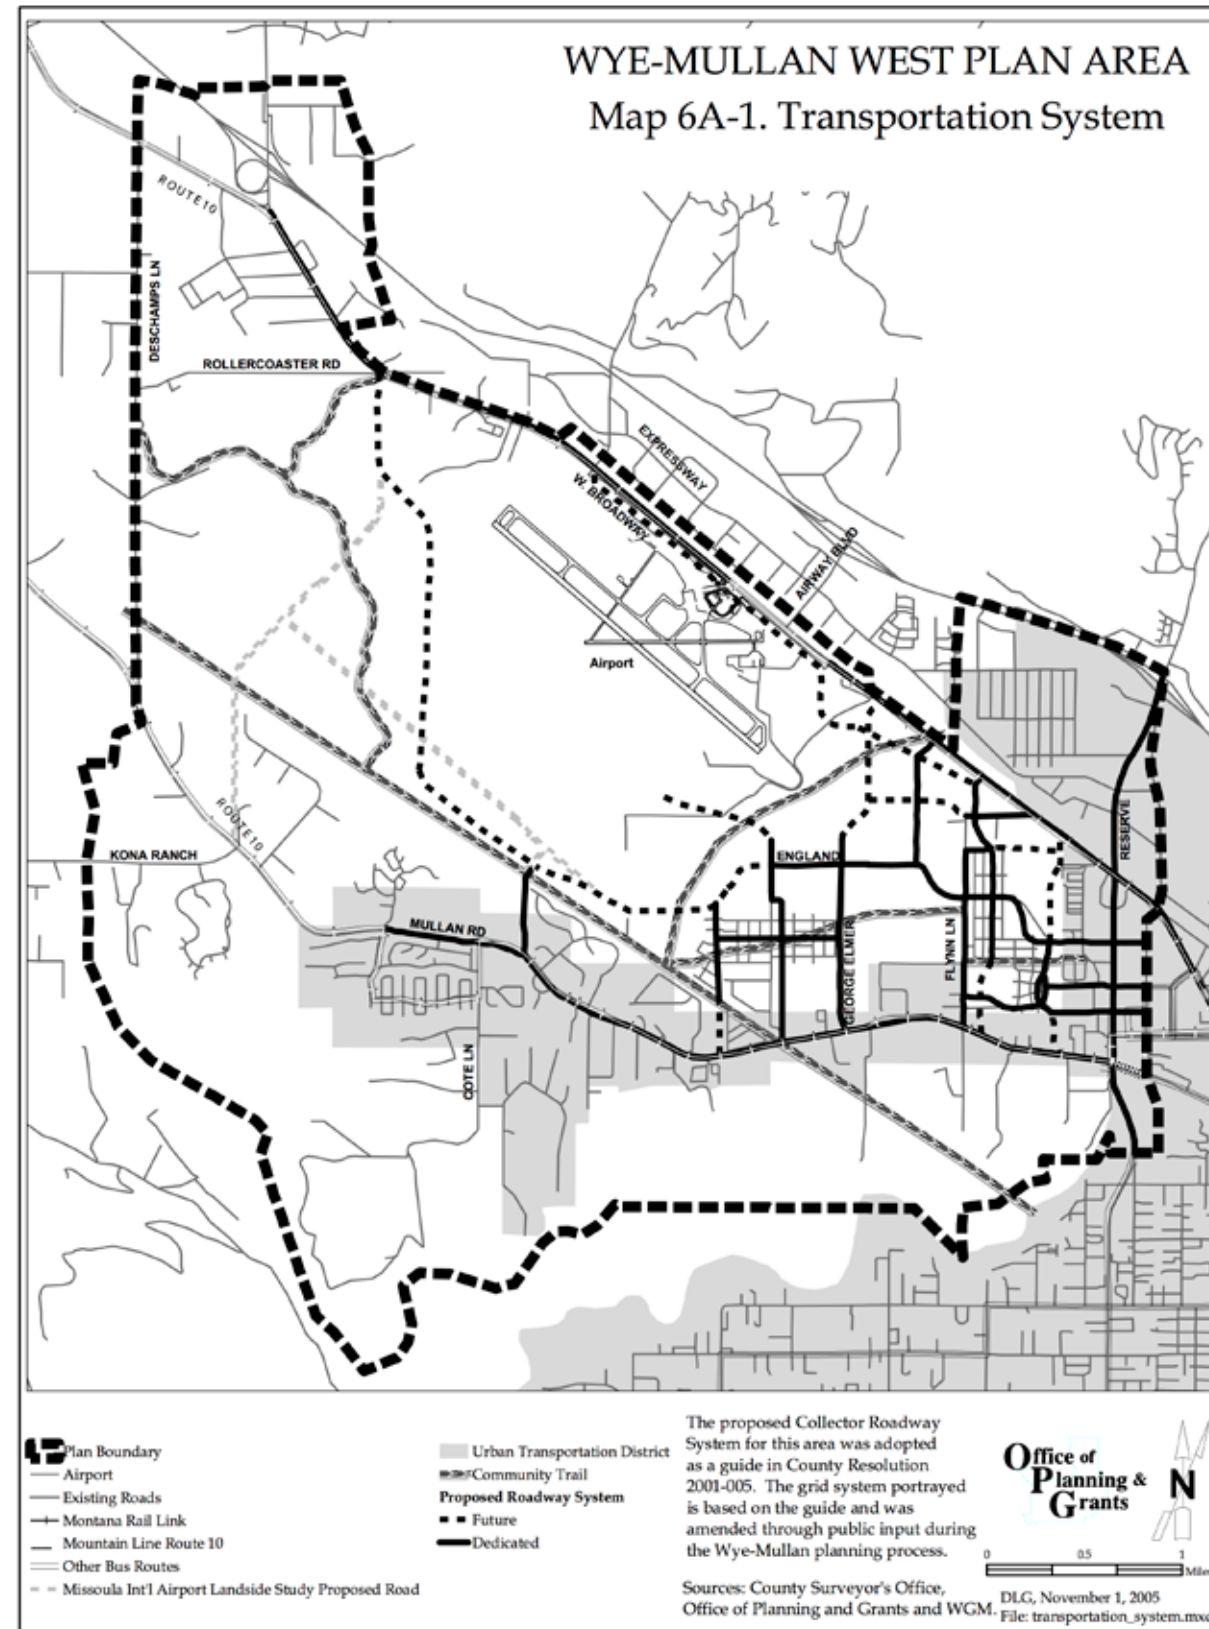 WYE-MULLAN WEST PLAN AREA
Map 6A-1. Transportation System
ROUTE 10
DESCHAMPS LN
ROLLERCOASTER RD
EXPRESSWAY
W. BROADWAY
AIRWAY BLVD
Airport
RESERVE
ROUTE 10
KONA RANCH
ENGLAND
MULLAN RD
GEORGE ELMER
FLYNN LN
COTE LN
Plan Boundary
Airport
Existing Roads
Montana Rail Link
Mountain Line Route 10
Other Bus Routes
Missoula Int'l Airport Landside Study Proposed Road
Urban Transportation District
Community Trail
Proposed Roadway System
Future
Dedicated
The proposed Collector Roadway
System for this area was adopted
as a guide in County Resolution
2001-005. The grid system portrayed
is based on the guide and was
amended through public input during
the Wye-Mullan planning process.
Sources: County Surveyor's Office,
Office of Planning and Grants and WGM.
Office of
Planning &
Grants
N
0 0.5 1
Miles
DLG, November 1, 2005
File: transportation_system.mxd